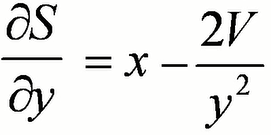 ∂S/∂y = x − 2V/y²